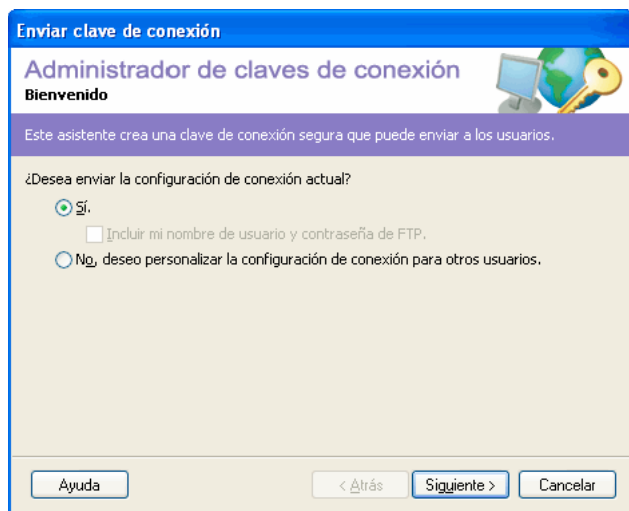 Enviar clave de conexión
Administrador de claves de conexión
Bienvenido
Este asistente crea una clave de conexión segura que puede enviar a los usuarios.
¿Desea enviar la configuración de conexión actual?
Sí.
Incluir mi nombre de usuario y contraseña de FTP.
No, deseo personalizar la configuración de conexión para otros usuarios.
Ayuda
< Atrás
Siguiente >
Cancelar